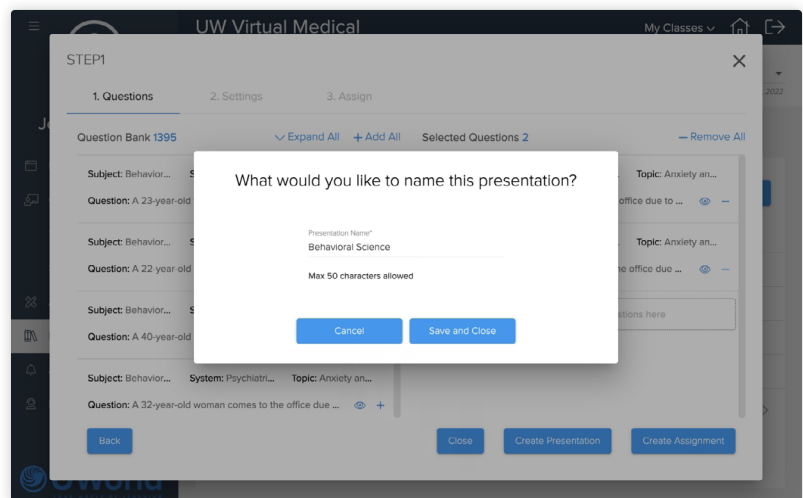 UW Virtual Medical
My Classes
STEP1
1. Questions 2. Settings 3. Assign
2022
Question Bank 1395 Expand All + Add All Selected Questions 2 — Remove All
Subject: Behavior...
Topic: Anxiety an...
Question: A 23-year-old
office due to ...
What would you like to name this presentation?
Presentation Name*
Behavioral Science
Max 50 characters allowed
Cancel Save and Close
Subject: Behavior...
Topic: Anxiety an...
Question: A 22-year-old
office due ...
Subject: Behavior...
Question: A 40-year-old
here
Subject: Behavior... System: Psychiatri... Topic: Anxiety an...
Question: A 32-year-old woman comes to the office due ...
Back Close Create Presentation Create Assignment